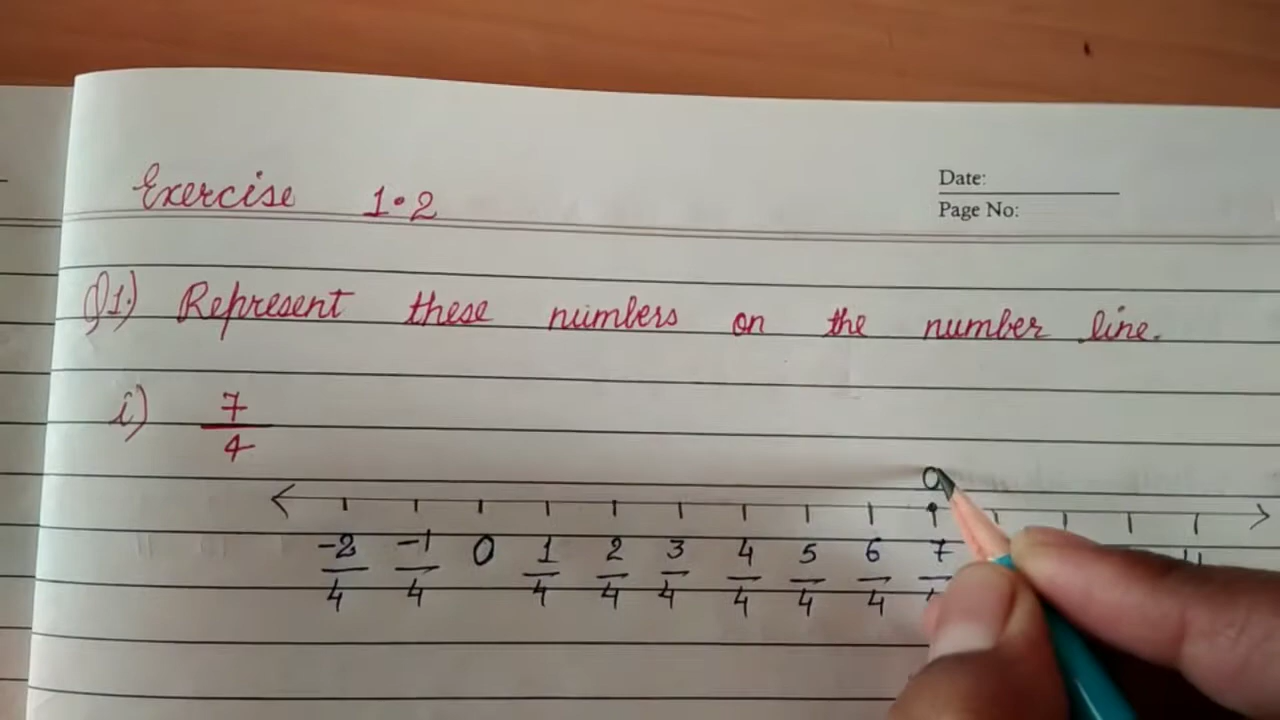 Exercise 1.2
Date:
Page No:
Q1.) Represent these numbers on the number line.
i) 7/4
-2/4 -1/4 0 1/4 2/4 3/4 4/4 5/4 6/4 7